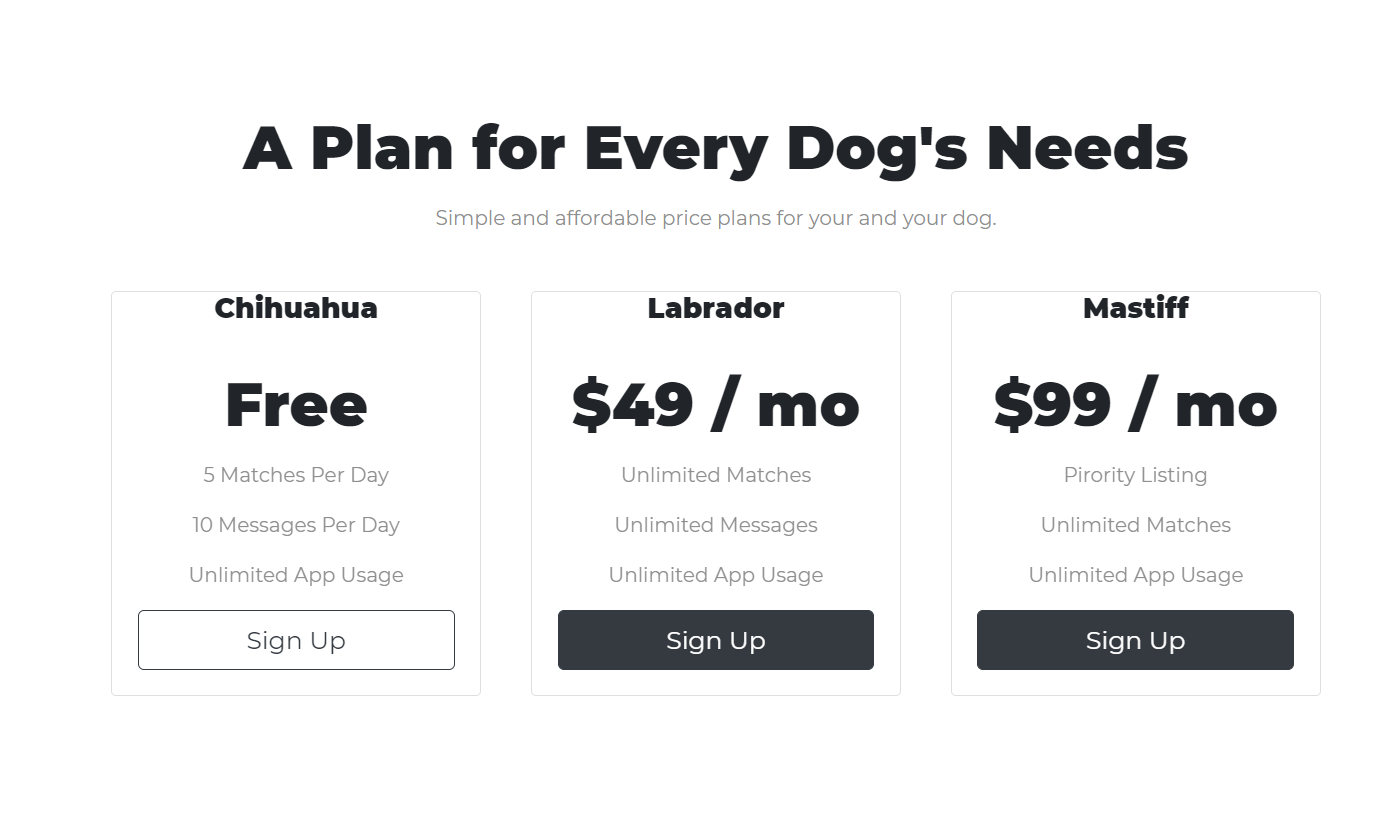 A Plan for Every Dog's Needs
Simple and affordable price plans for your and your dog.
Chihuahua
Free
5 Matches Per Day
10 Messages Per Day
Unlimited App Usage
Sign Up
Labrador
$49 / mo
Unlimited Matches
Unlimited Messages
Unlimited App Usage
Sign Up
Mastiff
$99 / mo
Pirority Listing
Unlimited Matches
Unlimited App Usage
Sign Up